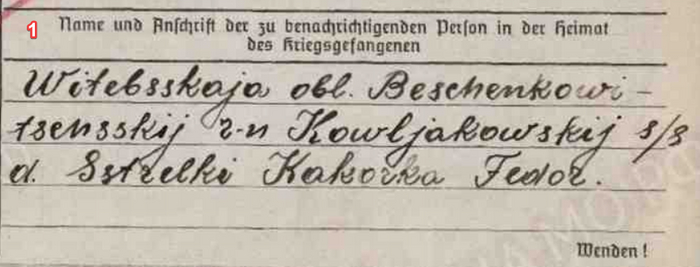 1 Name und Anschrift der zu benachrichtigenden Person in der Heimat
des Kriegsgefangenen
Witebsskaja obl. Beschenkowi-
tsensskij r-n Kowljakowskij s/s
d. Sstrelki Kakorka Fedor.
Wenden!